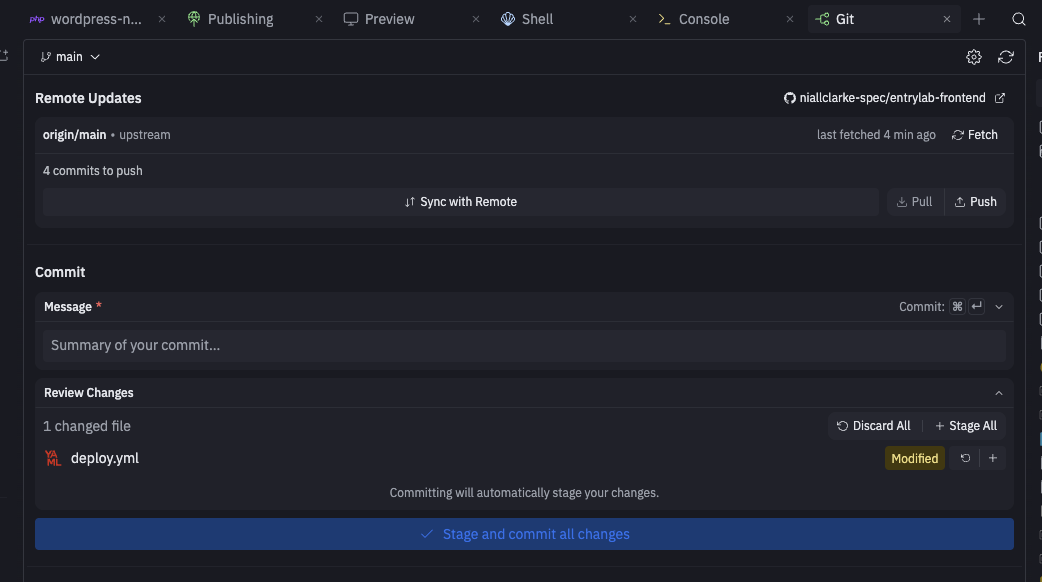 php wordpress-n... Publishing Preview Shell Console Git
main
Remote Updates niallclarke-spec/entrylab-frontend
origin/main • upstream last fetched 4 min ago Fetch
4 commits to push
Sync with Remote Pull Push
Commit
Message * Commit: ⌘ ↵
Summary of your commit...
Review Changes
1 changed file Discard All Stage All
YAML deploy.yml Modified
Committing will automatically stage your changes.
Stage and commit all changes